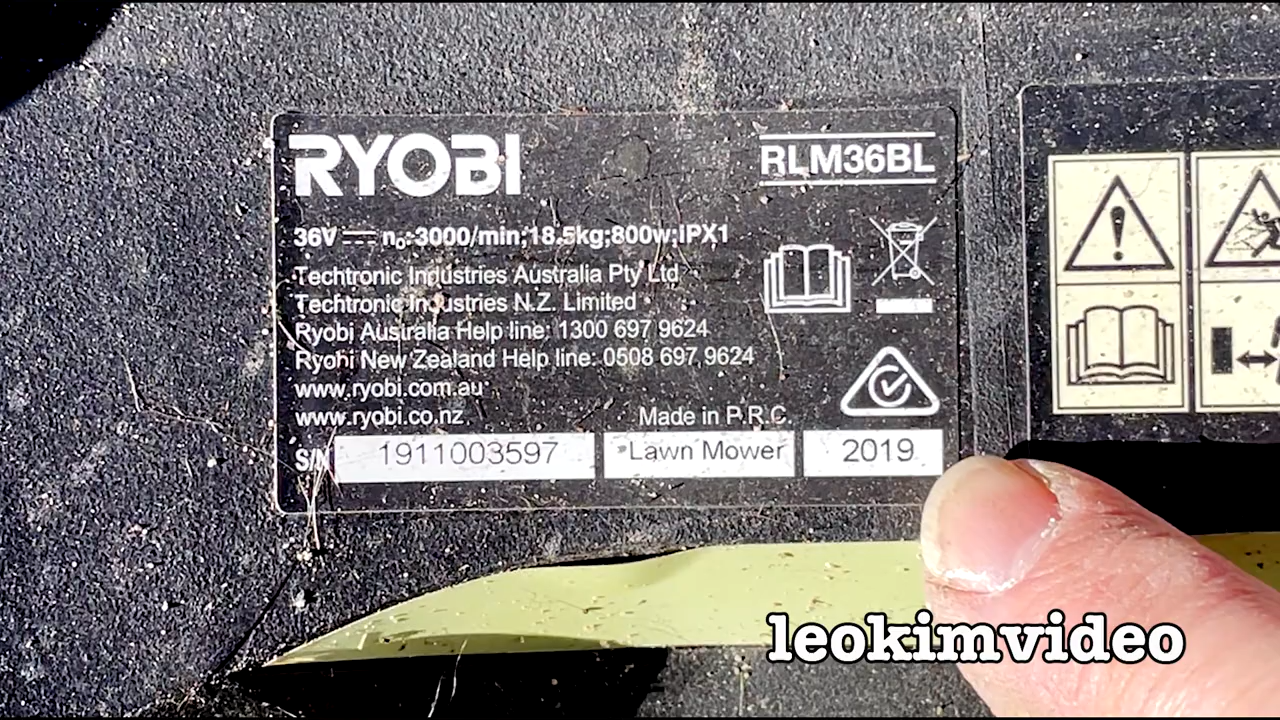 RYOBI
RLM36BL
36V n₀:3000/min;18.5kg;800w;IPX1
Techtronic Industries Australia Pty Ltd
Techtronic Industries N.Z. Limited
Ryobi Australia Help line: 1300 697 9624
Ryobi New Zealand Help line: 0508 697 9624
www.ryobi.com.au
www.ryobi.co.nz
Made in P.R.C.
S/N 1911003597 Lawn Mower 2019
leokimvideo